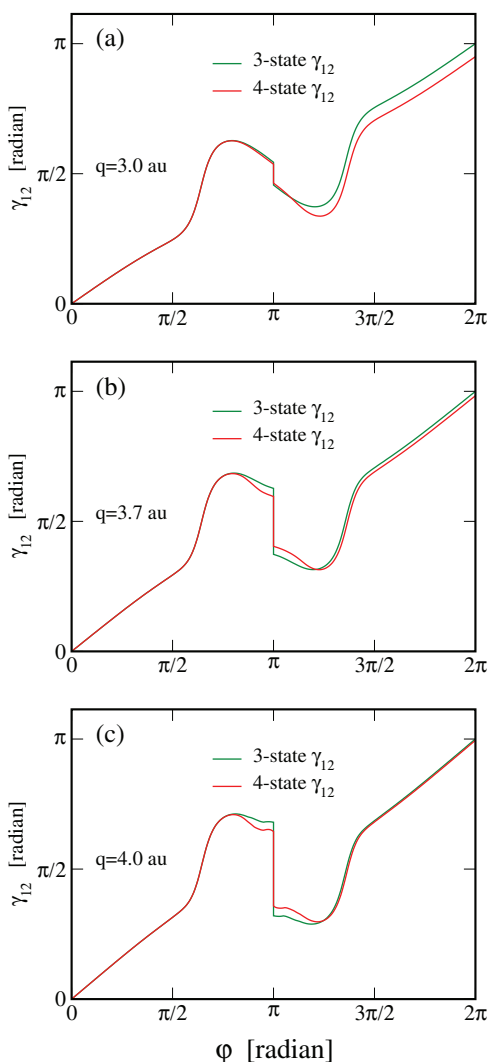 (a)
π
3-state γ₁₂
4-state γ₁₂
γ₁₂ [radian]
π/2
q=3.0 au
0
0 π/2 π 3π/2 2π
(b)
π
3-state γ₁₂
4-state γ₁₂
γ₁₂ [radian]
π/2
q=3.7 au
0
0 π/2 π 3π/2 2π
(c)
π
3-state γ₁₂
4-state γ₁₂
γ₁₂ [radian]
π/2
q=4.0 au
0
0 π/2 π 3π/2 2π
φ [radian]